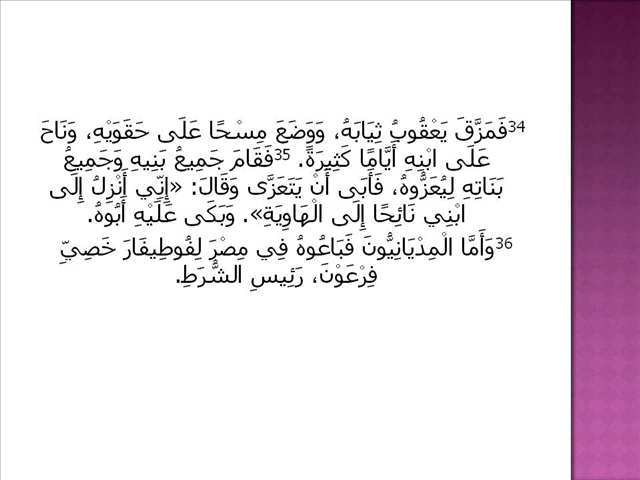 34فَمَزَّقَ يَعْقُوبُ ثِيَابَهُ، وَوَضَعَ مِسْحًا عَلَى حَقَوَيْهِ، وَنَاحَ
عَلَى ابْنِهِ أَيَّامًا كَثِيرَةً. 35فَقَامَ جَمِيعُ بَنِيهِ وَجَمِيعُ
بَنَاتِهِ لِيُعَزُّوهُ، فَأَبَى أَنْ يَتَعَزَّى وَقَالَ: «إِنِّي أَنْزِلُ إِلَى
ابْنِي نَائِحًا إِلَى الْهَاوِيَةِ». وَبَكَى عَلَيْهِ أَبُوهُ.
36وَأَمَّا الْمِدْيَانِيُّونَ فَبَاعُوهُ فِي مِصْرَ لِفُوطِيفَارَ خَصِيِّ
فِرْعَوْنَ، رَئِيسِ الشُّرَطِ.